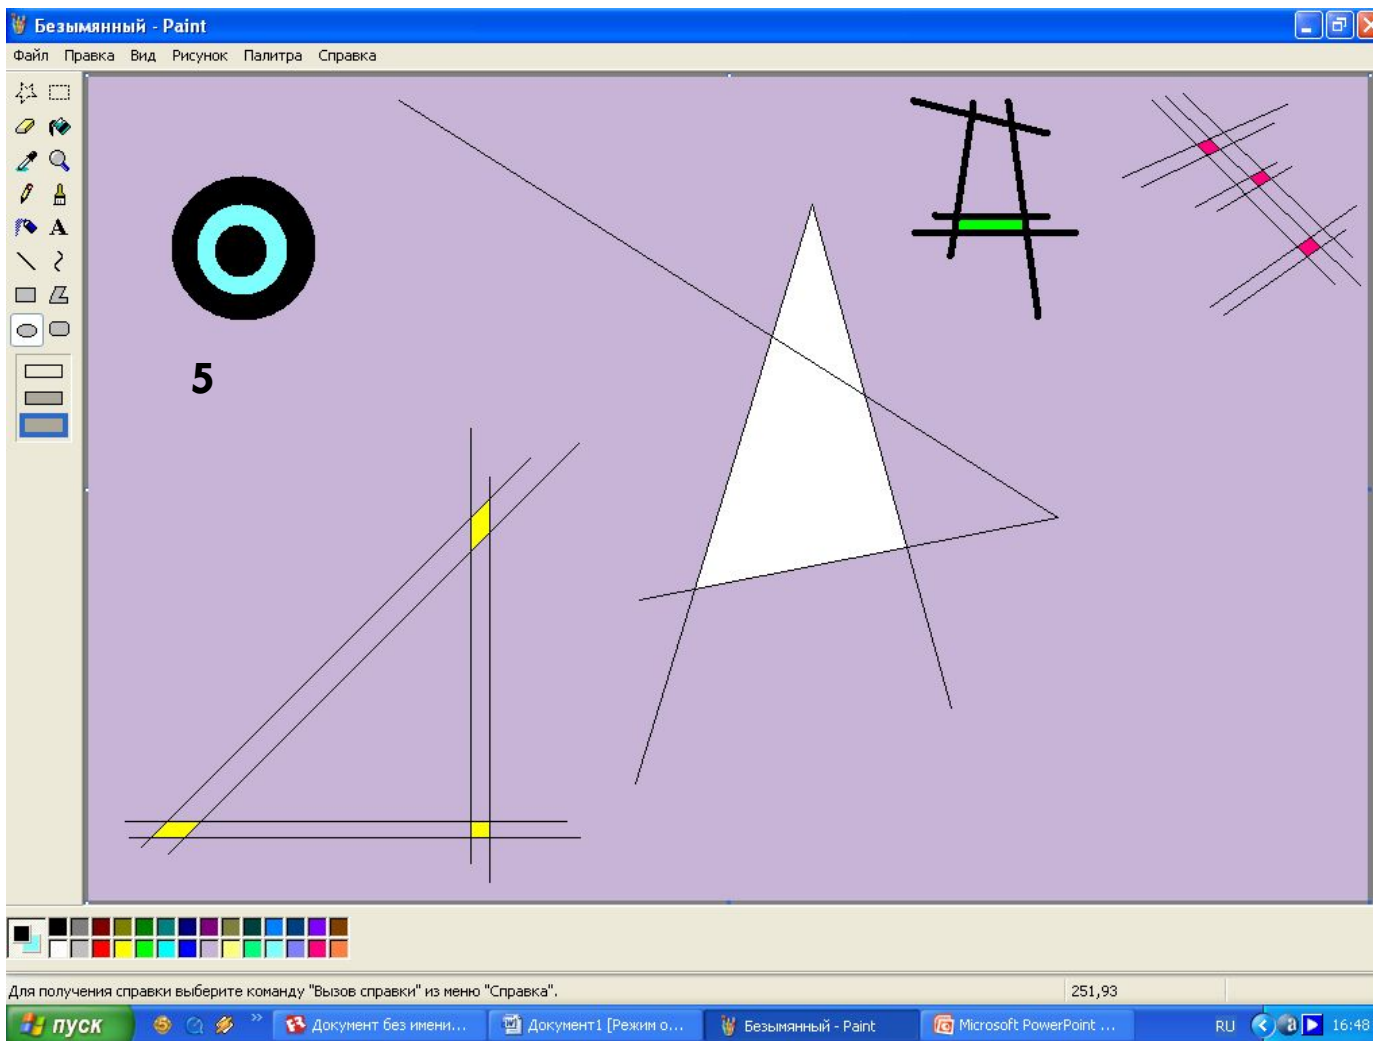 Безымянный - Paint
Файл Правка Вид Рисунок Палитра Справка
A
5
Для получения справки выберите команду "Вызов справки" из меню "Справка".
251,93
пуск
Документ без имени...
Документ1 [Режим о...
Безымянный - Paint
Microsoft PowerPoint ...
RU
16:48